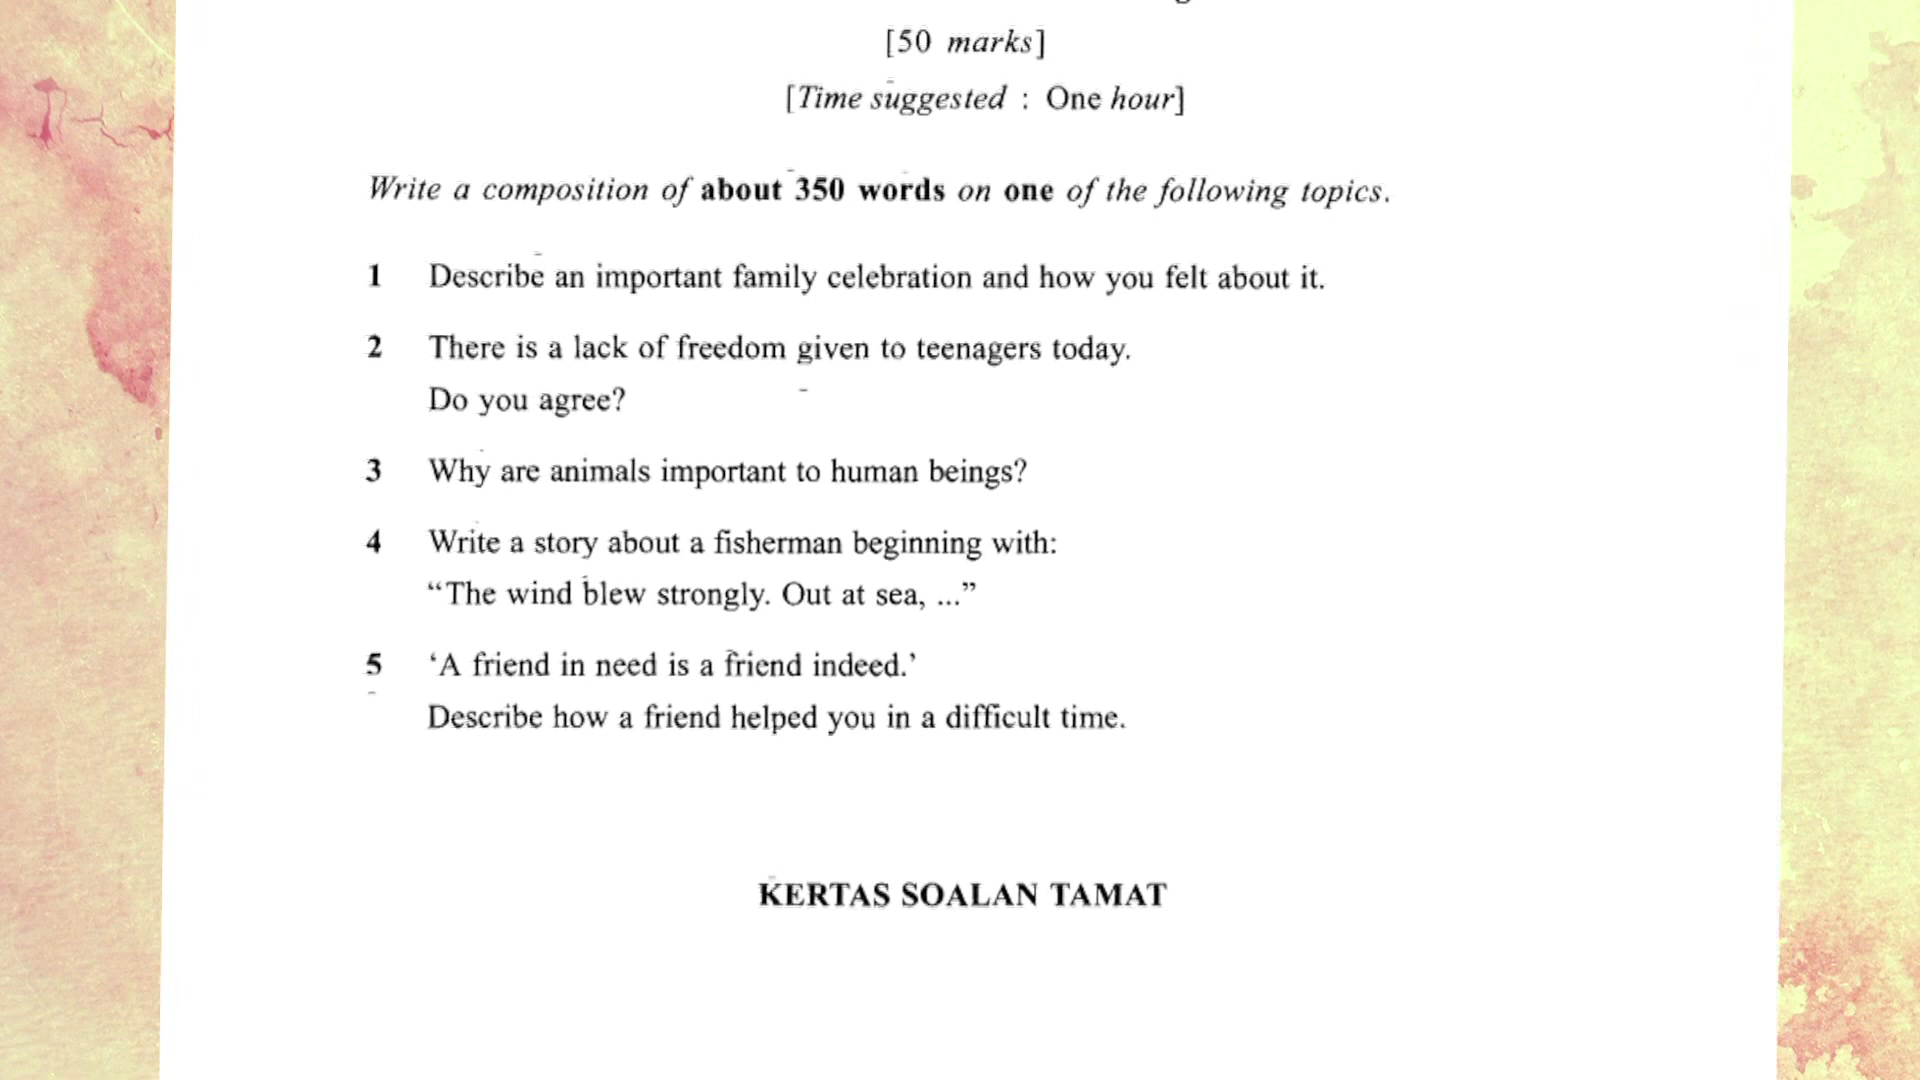 [50 marks]
[Time suggested : One hour]
Write a composition of about 350 words on one of the following topics.
1 Describe an important family celebration and how you felt about it.
2 There is a lack of freedom given to teenagers today.
Do you agree?
3 Why are animals important to human beings?
4 Write a story about a fisherman beginning with:
“The wind blew strongly. Out at sea, ...”
5 ‘A friend in need is a friend indeed.’
Describe how a friend helped you in a difficult time.
KERTAS SOALAN TAMAT